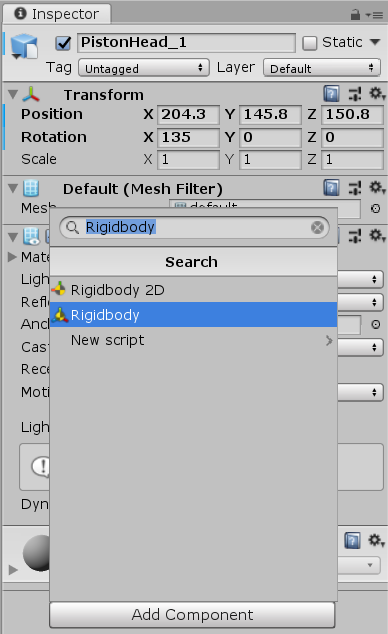 Inspector
PistonHead_1 Static
Tag Untagged Layer Default
Transform
Position X 204.3 Y 145.8 Z 150.8
Rotation X 135 Y 0 Z 0
Scale X 1 Y 1 Z 1
Default (Mesh Filter)
Mesh default
Rigidbody
Search
Mate
Rigidbody 2D
Ligh
Refle
Rigidbody
Anc
New script
Cast
Rece
Moti
Ligh
Dyn
Add Component